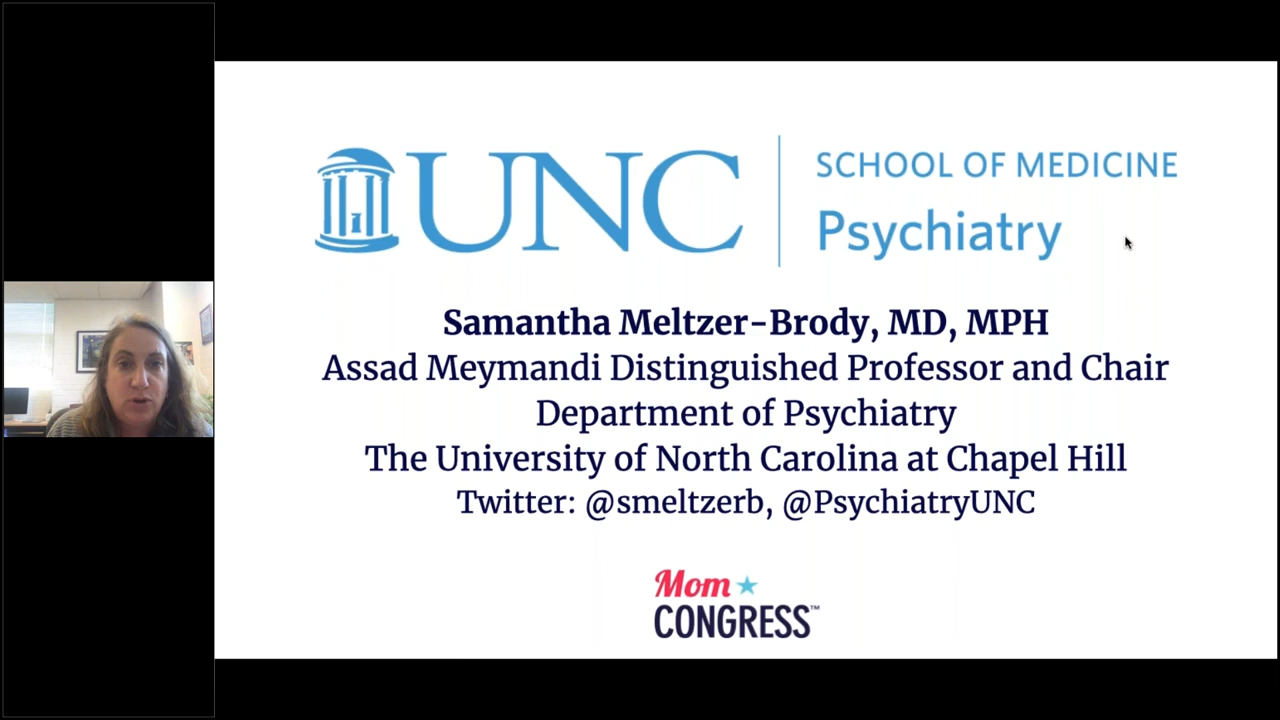 UNC
SCHOOL OF MEDICINE
Psychiatry
Samantha Meltzer-Brody, MD, MPH
Assad Meymandi Distinguished Professor and Chair
Department of Psychiatry
The University of North Carolina at Chapel Hill
Twitter: @smeltzerb, @PsychiatryUNC
Mom
CONGRESS™